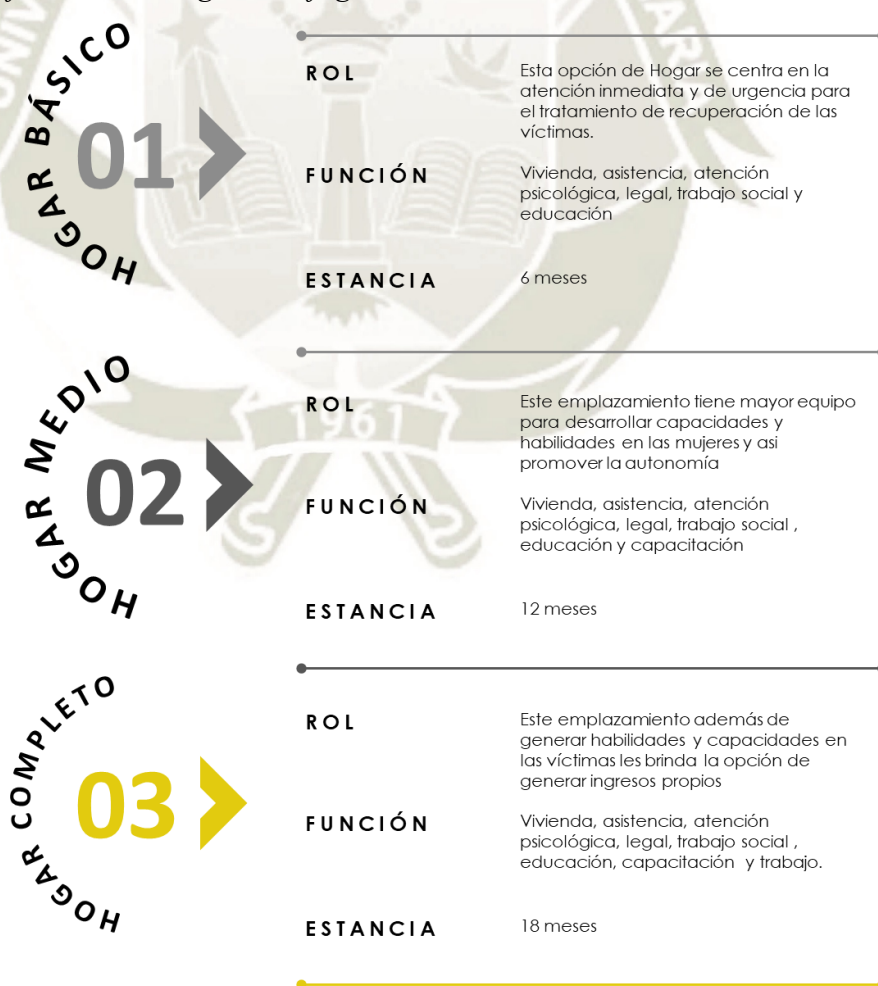 HOGAR BÁSICO
01
ROL
Esta opción de Hogar se centra en la
atención inmediata y de urgencia para
el tratamiento de recuperación de las
víctimas.
FUNCIÓN
Vivienda, asistencia, atención
psicológica, legal, trabajo social y
educación
ESTANCIA
6 meses
1961
HOGAR MEDIO
02
ROL
Este emplazamiento tiene mayor equipo
para desarrollar capacidades y
habilidades en las mujeres y asi
promover la autonomía
FUNCIÓN
Vivienda, asistencia, atención
psicológica, legal, trabajo social ,
educación y capacitación
ESTANCIA
12 meses
HOGAR COMPLETO
03
ROL
Este emplazamiento además de
generar habilidades y capacidades en
las víctimas les brinda la opción de
generar ingresos propios
FUNCIÓN
Vivienda, asistencia, atención
psicológica, legal, trabajo social ,
educación, capacitación y trabajo.
ESTANCIA
18 meses